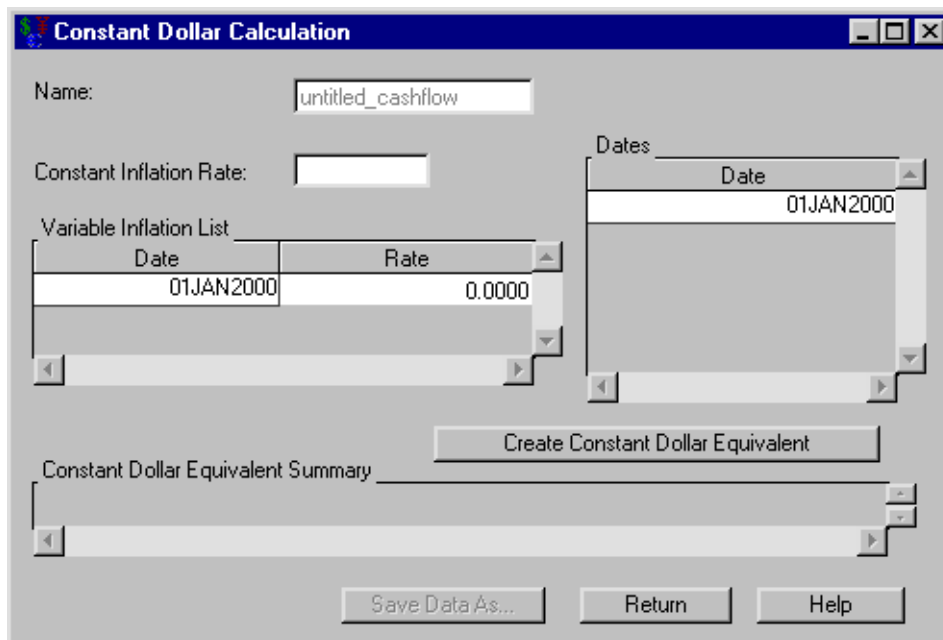 Constant Dollar Calculation
Name:
untitled_cashflow
Constant Inflation Rate:
Dates
Date
01JAN2000
Variable Inflation List
Date Rate
01JAN2000 0.0000
Create Constant Dollar Equivalent
Constant Dollar Equivalent Summary
Save Data As... Return Help